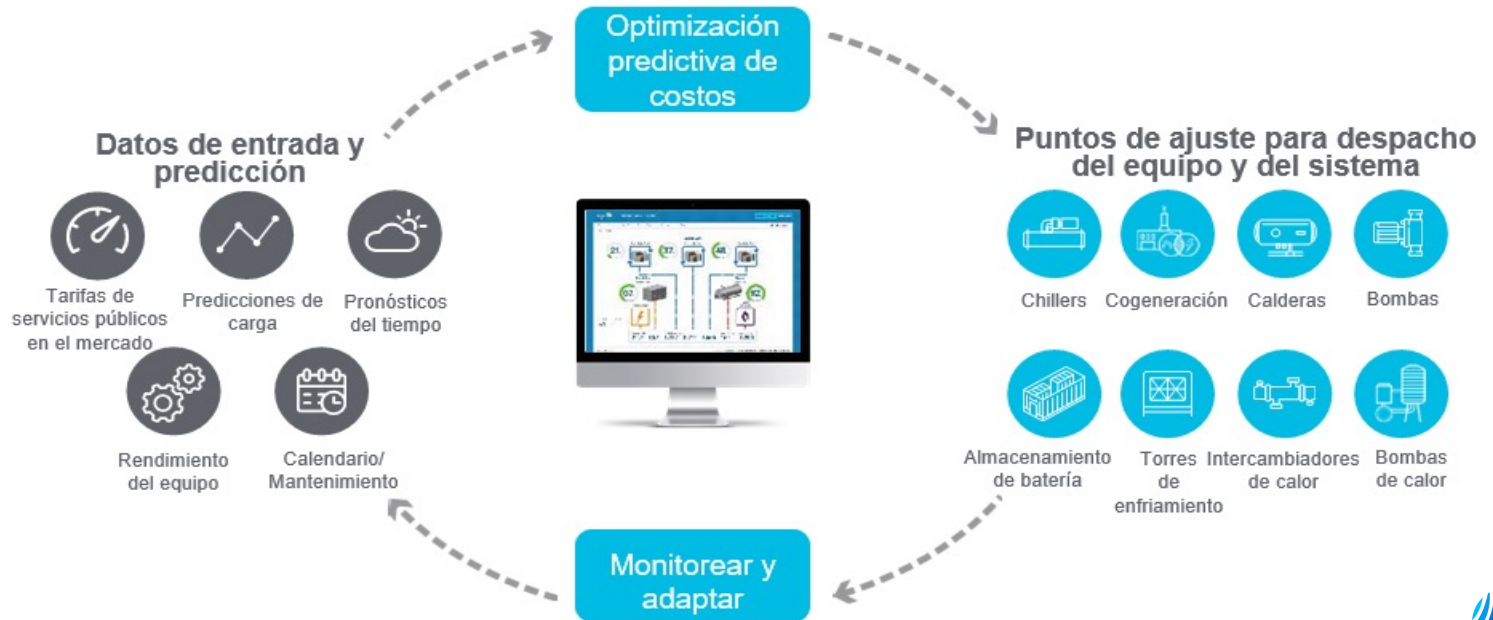 Optimización
predictiva de
costos
Datos de entrada y
predicción
Tarifas de
servicios públicos
en el mercado
Predicciones de
carga
Pronósticos
del tiempo
Rendimiento
del equipo
Calendario/
Mantenimiento
Puntos de ajuste para despacho
del equipo y del sistema
Chillers
Cogeneración
Calderas
Bombas
Almacenamiento
de batería
Torres
de
enfriamiento
Intercambiadores
de calor
Bombas
de calor
Monitorear y
adaptar